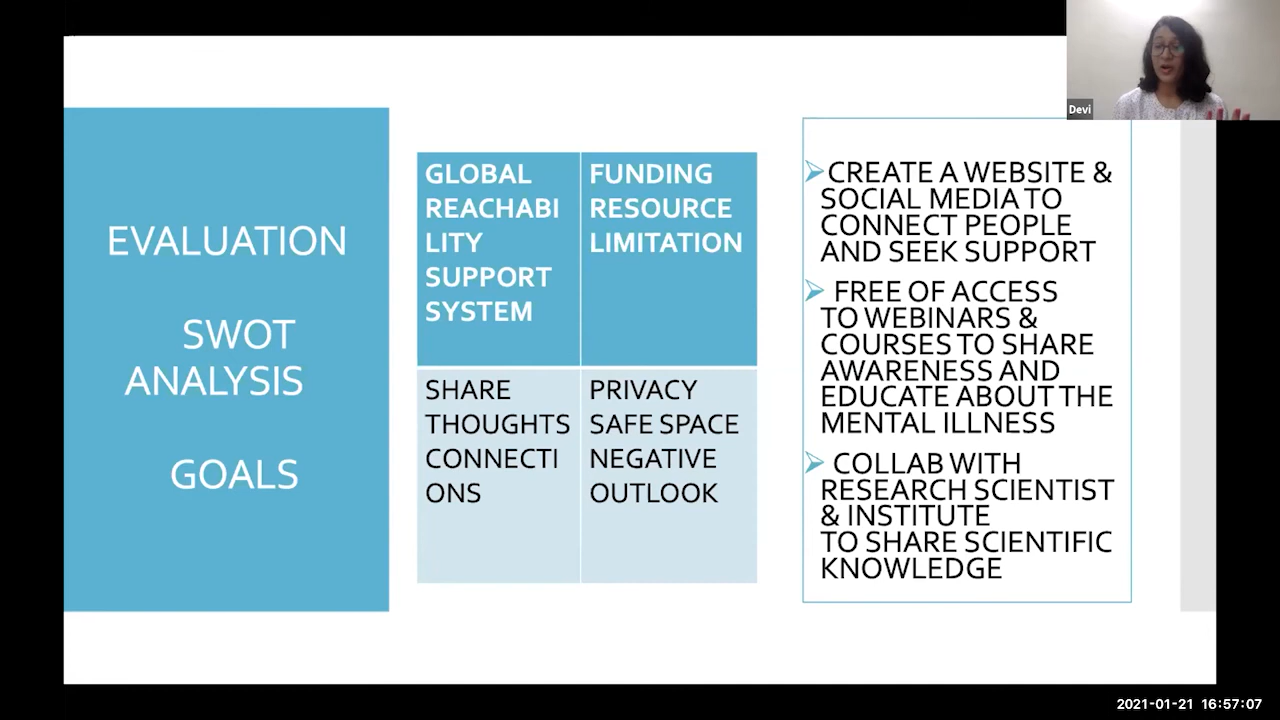 EVALUATION
SWOT
ANALYSIS
GOALS
GLOBAL
REACHABI
LITY
SUPPORT
SYSTEM
FUNDING
RESOURCE
LIMITATION
SHARE
THOUGHTS
CONNECTI
ONS
PRIVACY
SAFE SPACE
NEGATIVE
OUTLOOK
CREATE A WEBSITE &
SOCIAL MEDIA TO
CONNECT PEOPLE
AND SEEK SUPPORT
FREE OF ACCESS
TO WEBINARS &
COURSES TO SHARE
AWARENESS AND
EDUCATE ABOUT THE
MENTAL ILLNESS
COLLAB WITH
RESEARCH SCIENTIST
& INSTITUTE
TO SHARE SCIENTIFIC
KNOWLEDGE
Devi
2021-01-21 16:57:07